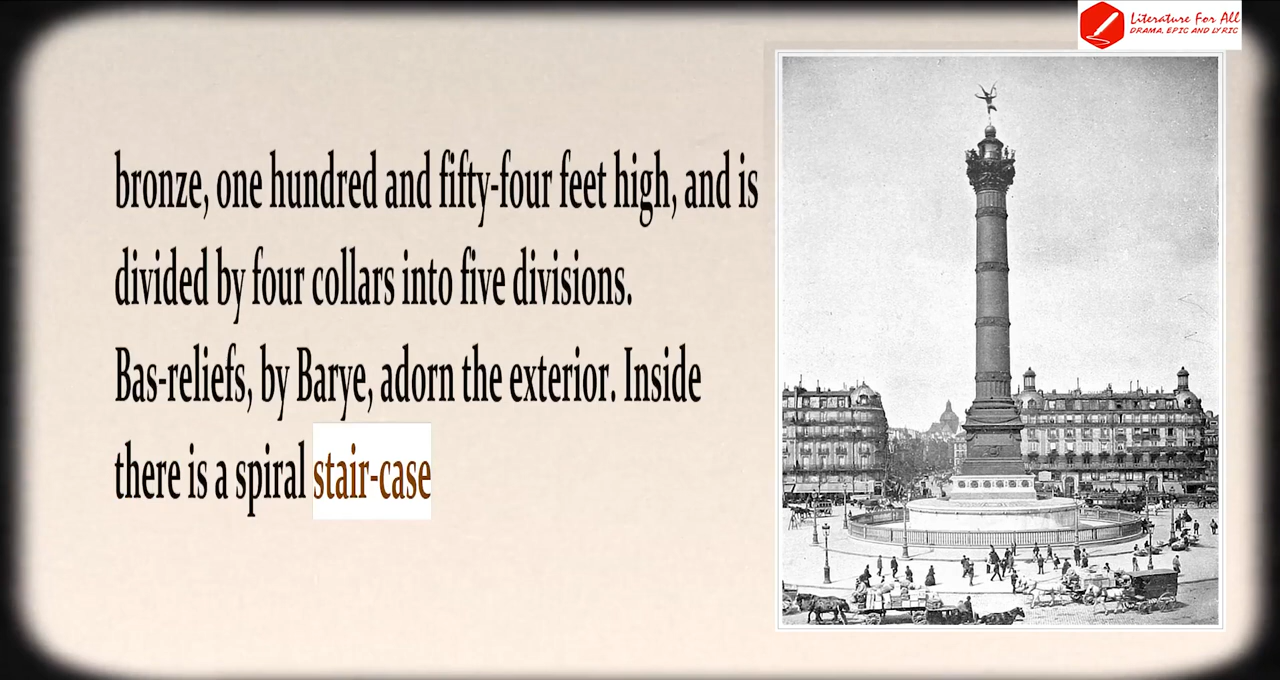 Literature For All
DRAMA, EPIC AND LYRIC
bronze, one hundred and fifty-four feet high, and is
divided by four collars into five divisions.
Bas-reliefs, by Barye, adorn the exterior. Inside
there is a spiral stair-case